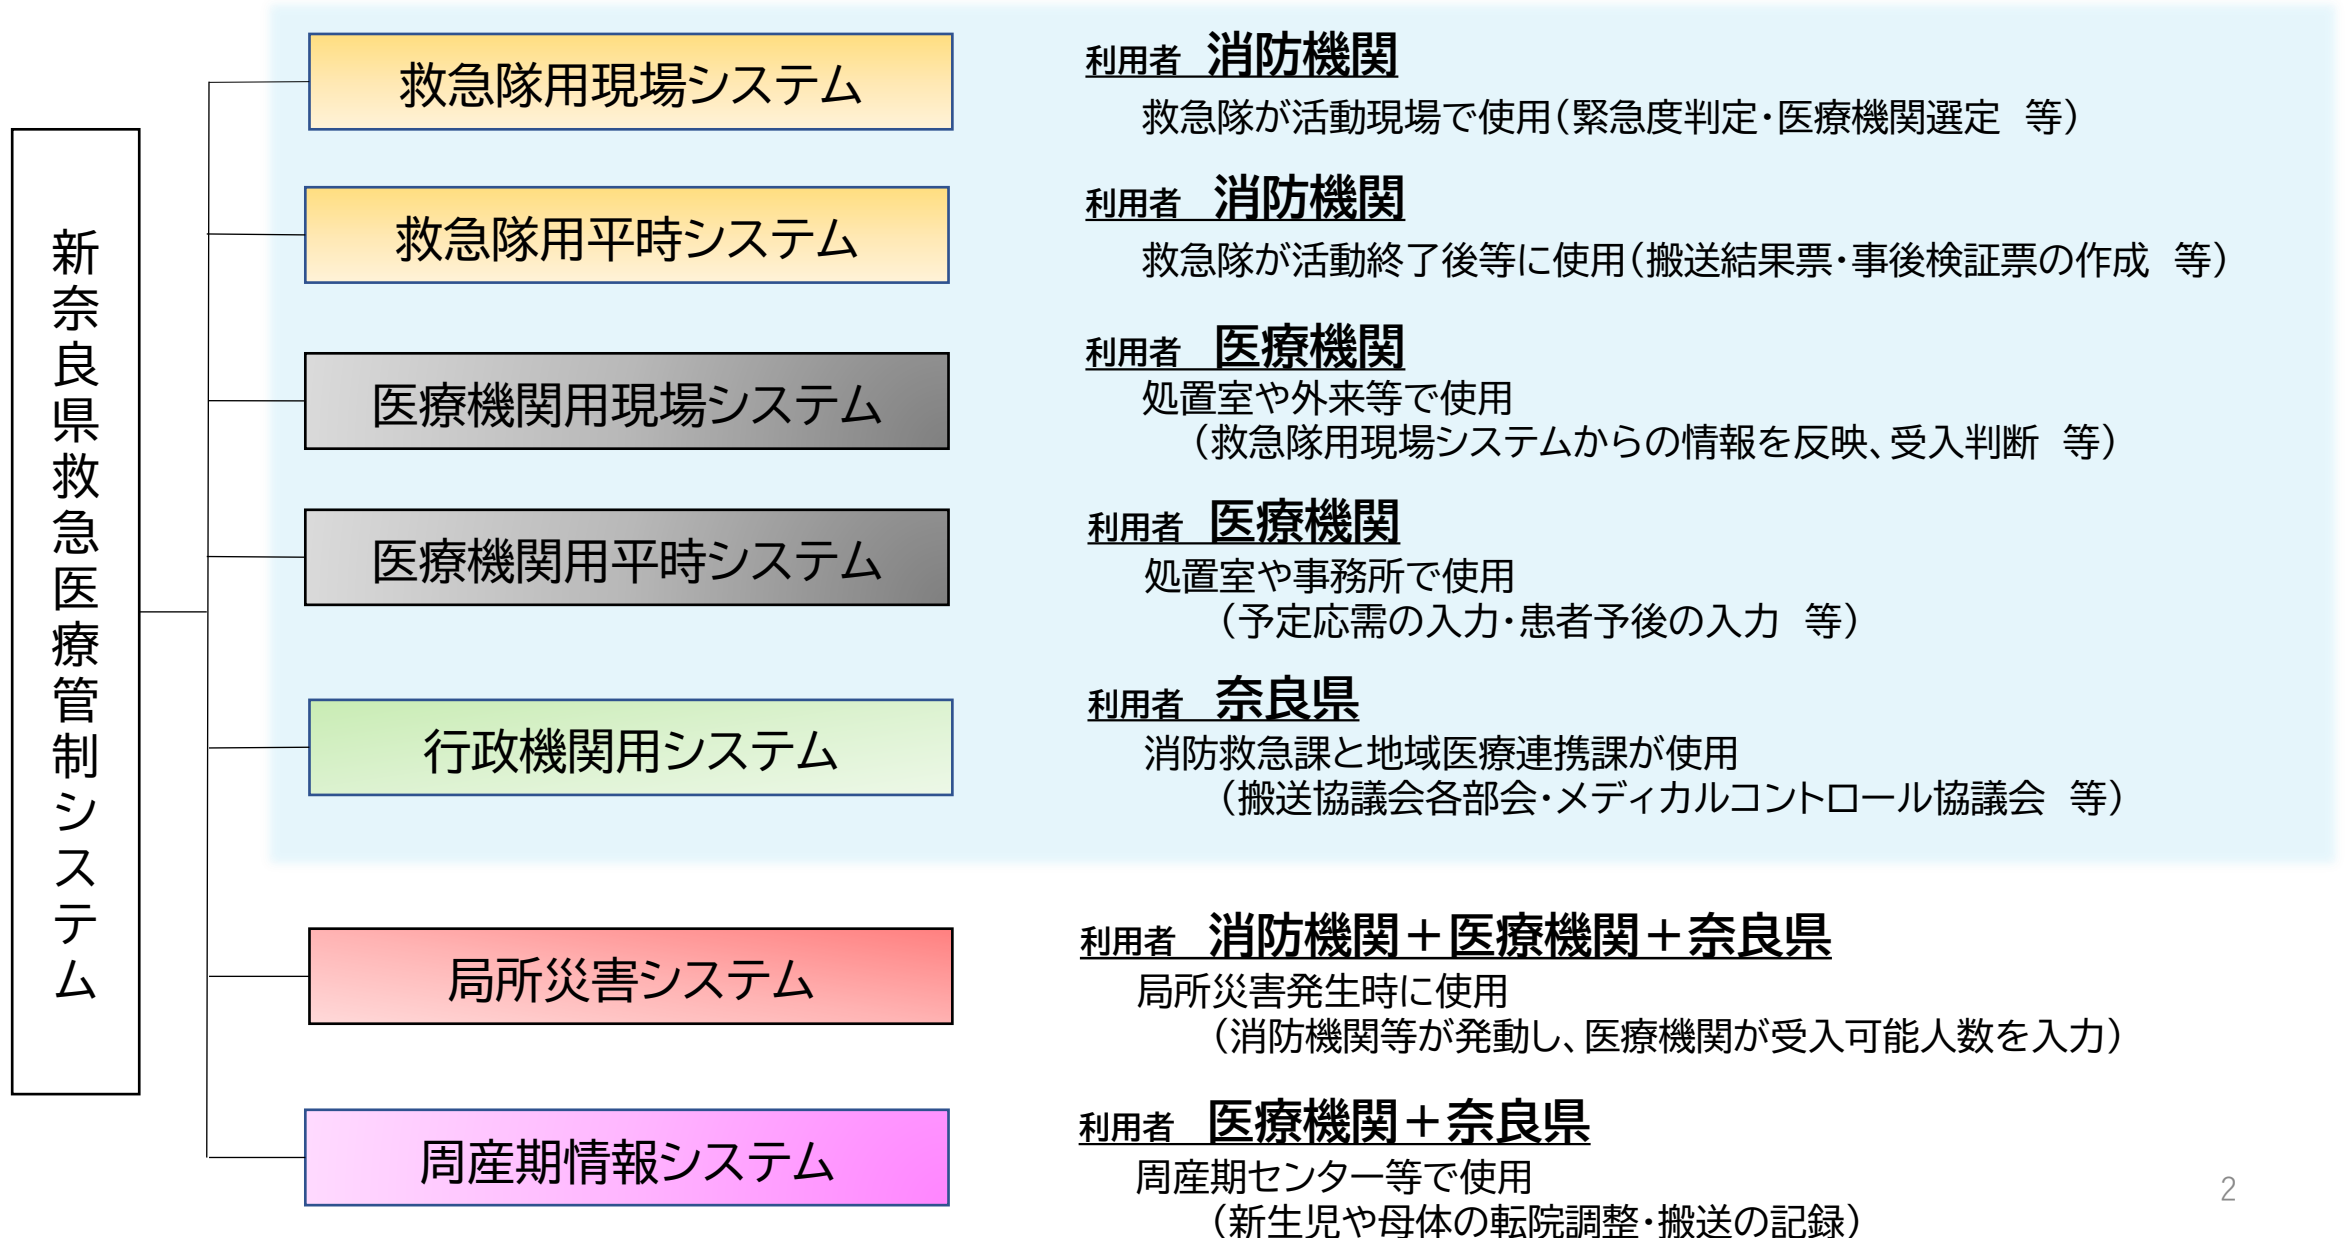 新奈良県救急医療管制システム
救急隊用現場システム
利用者　消防機関
救急隊が活動現場で使用（緊急度判定・医療機関選定　等）
救急隊用平時システム
利用者　消防機関
救急隊が活動終了後等に使用（搬送結果票・事後検証票の作成　等）
医療機関用現場システム
利用者　医療機関
処置室や外来等で使用
（救急隊用現場システムからの情報を反映、受入判断　等）
医療機関用平時システム
利用者　医療機関
処置室や事務所で使用
（予定応需の入力・患者予後の入力　等）
行政機関用システム
利用者　奈良県
消防救急課と地域医療連携課が使用
（搬送協議会各部会・メディカルコントロール協議会　等）
局所災害システム
利用者　消防機関＋医療機関＋奈良県
局所災害発生時に使用
（消防機関等が発動し、医療機関が受入可能人数を入力）
周産期情報システム
利用者　医療機関＋奈良県
周産期センター等で使用
（新生児や母体の転院調整・搬送の記録）
2